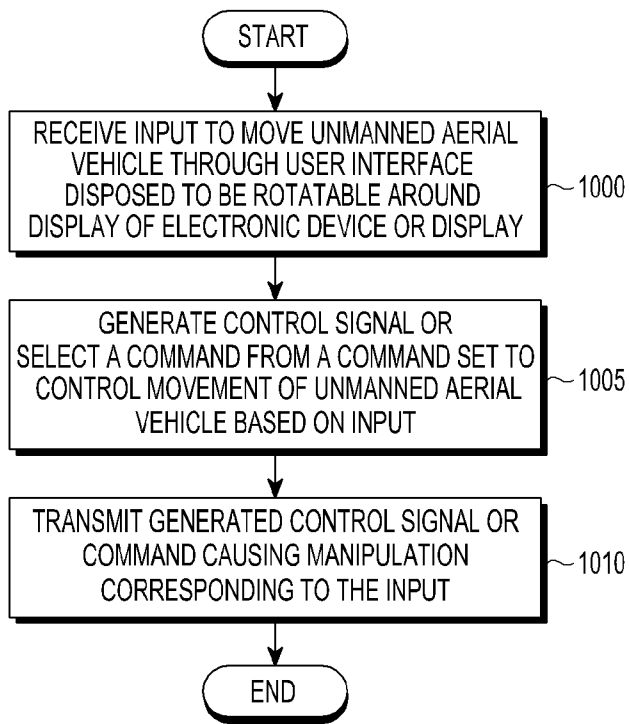 START
RECEIVE INPUT TO MOVE UNMANNED AERIAL
VEHICLE THROUGH USER INTERFACE
DISPOSED TO BE ROTATABLE AROUND
DISPLAY OF ELECTRONIC DEVICE OR DISPLAY
1000
GENERATE CONTROL SIGNAL OR
SELECT A COMMAND FROM A COMMAND SET TO
CONTROL MOVEMENT OF UNMANNED AERIAL
VEHICLE BASED ON INPUT
1005
TRANSMIT GENERATED CONTROL SIGNAL OR
COMMAND CAUSING MANIPULATION
CORRESPONDING TO THE INPUT
1010
END